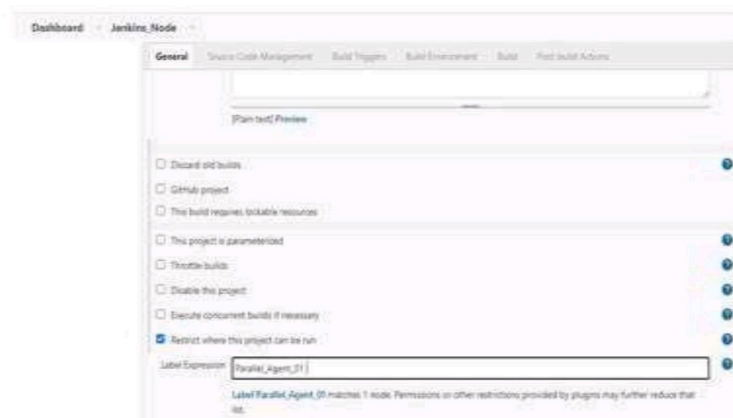 Dashboard Jenkins_Node
General Source Code Management Build Triggers Build Environment Build Post-build Actions
[Plain text] Preview
Discard old builds
GitHub project
This build requires lockable resources
This project is parameterized
Throttle builds
Disable this project
Execute concurrent builds if necessary
Restrict where this project can be run
Label Expression Parallel_Agent_01
Label Parallel_Agent_01 matches 1 node. Permissions or other restrictions provided by plugins may further reduce that
list.